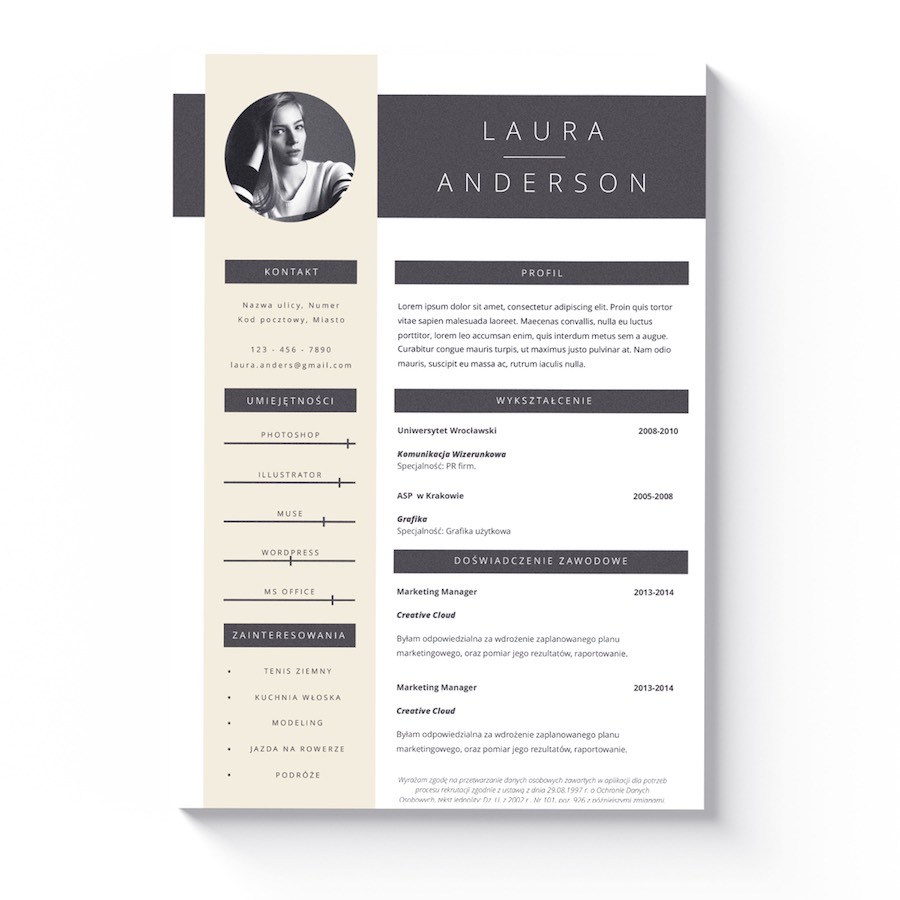 LAURA
ANDERSON
KONTAKT
Nazwa ulicy, Numer
Kod pocztowy, Miasto
123 - 456 - 7890
laura.anders@gmail.com
UMIEJĘTNOŚCI
PHOTOSHOP
ILLUSTRATOR
MUSE
WORDPRESS
MS OFFICE
ZAINTERESOWANIA
• TENIS ZIEMNY
• KUCHNIA WŁOSKA
• MODELING
• JAZDA NA ROWERZE
• PODRÓŻE
PROFIL
Lorem ipsum dolor sit amet, consectetur adipiscing elit. Proin quis tortor
vitae sapien malesuada laoreet. Maecenas convallis, nulla eu luctus
porttitor, lorem leo accumsan enim, quis interdum metus sem a augue.
Curabitur congue mauris turpis, ut maximus justo pulvinar at. Nam odio
mauris, suscipit eu massa ac, rutrum iaculis nulla.
WYKSZTAŁCENIE
Uniwersytet Wrocławski 2008-2010
Komunikacja Wizerunkowa
Specjalność: PR firm.
ASP w Krakowie 2005-2008
Grafika
Specjalność: Grafika użytkowa
DOŚWIADCZENIE ZAWODOWE
Marketing Manager 2013-2014
Creative Cloud
Byłam odpowiedzialna za wdrożenie zaplanowanego planu
marketingowego, oraz pomiar jego rezultatów, raportowanie.
Marketing Manager 2013-2014
Creative Cloud
Byłam odpowiedzialna za wdrożenie zaplanowanego planu
marketingowego, oraz pomiar jego rezultatów, raportowanie.
Wyrażam zgodę na przetwarzanie danych osobowych zawartych w aplikacji dla potrzeb
procesu rekrutacji zgodnie z ustawą z dnia 29.08.1997 r. o Ochronie Danych
Osobowych, tekst jednolity: Dz. U. z 2002 r., Nr 101, poz. 926 z późniejszymi zmianami.